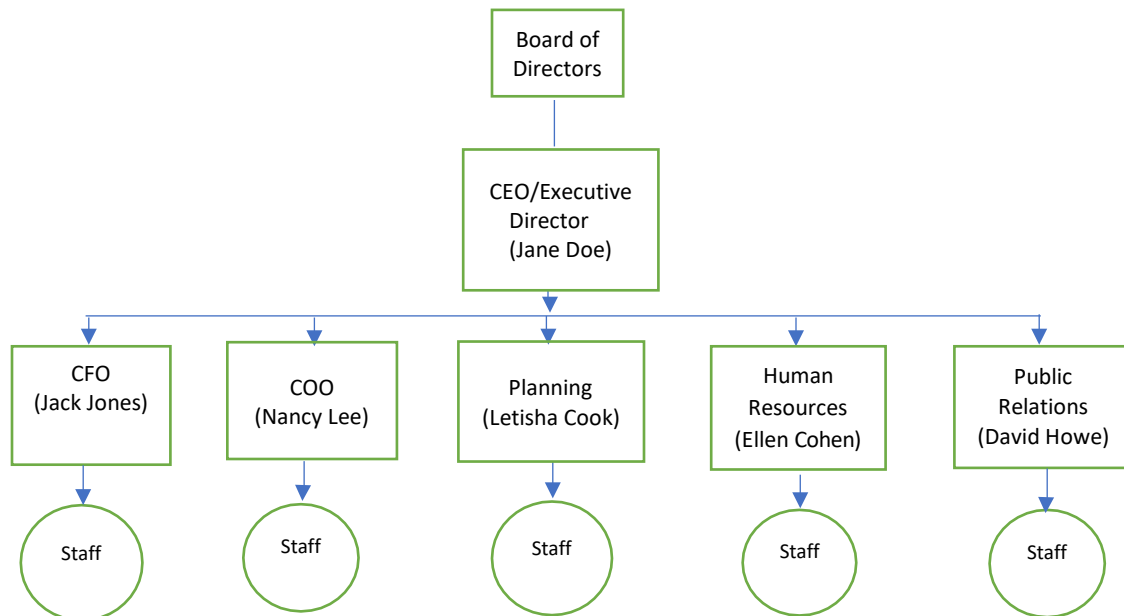 Board of
Directors
CEO/Executive
Director
(Jane Doe)
CFO
(Jack Jones)
COO
(Nancy Lee)
Planning
(Letisha Cook)
Human
Resources
(Ellen Cohen)
Public
Relations
(David Howe)
Staff
Staff
Staff
Staff
Staff